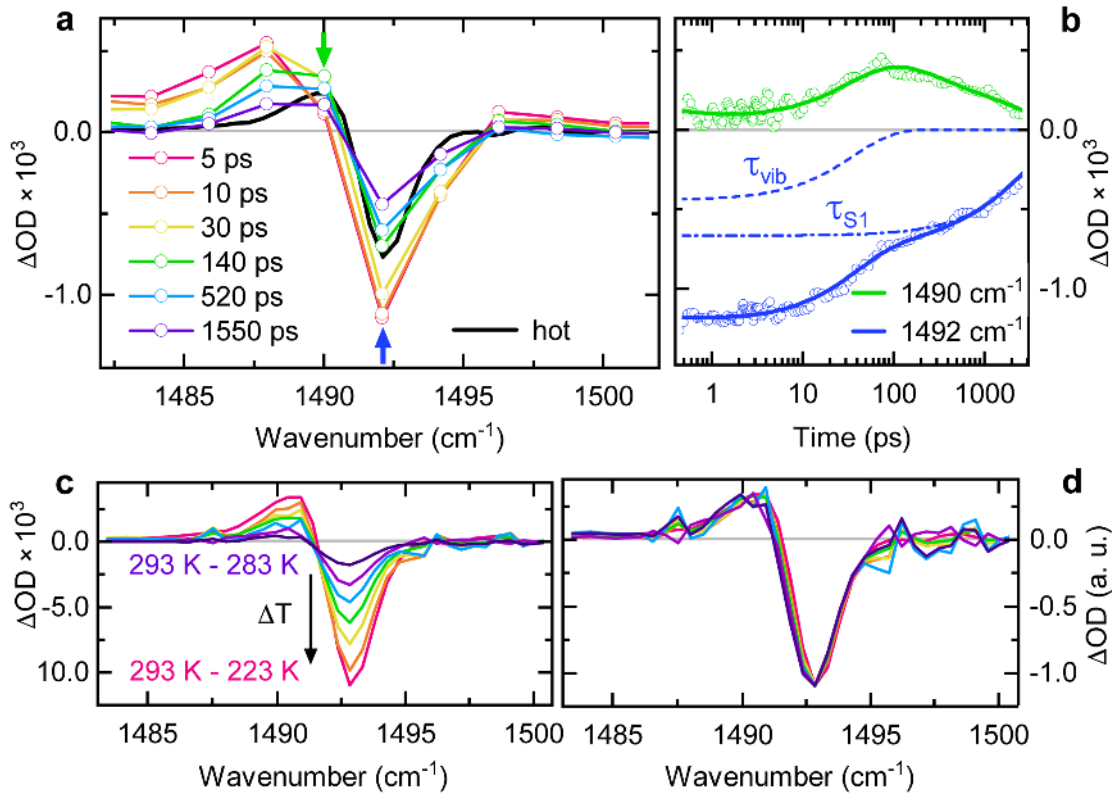 a
ΔOD × 10³
0.0
-1.0
5 ps
10 ps
30 ps
140 ps
520 ps
1550 ps
hot
1485 1490 1495 1500
Wavenumber (cm⁻¹)
b
0.0
-1.0
ΔOD × 10³
τvib
τS1
1490 cm⁻¹
1492 cm⁻¹
1 10 100 1000
Time (ps)
c
ΔOD × 10³
0.0
-5.0
10.0
293 K - 283 K
ΔT
293 K - 223 K
1485 1490 1495 1500
Wavenumber (cm⁻¹)
d
0.0
-0.5
-1.0
ΔOD (a. u.)
1485 1490 1495 1500
Wavenumber (cm⁻¹)